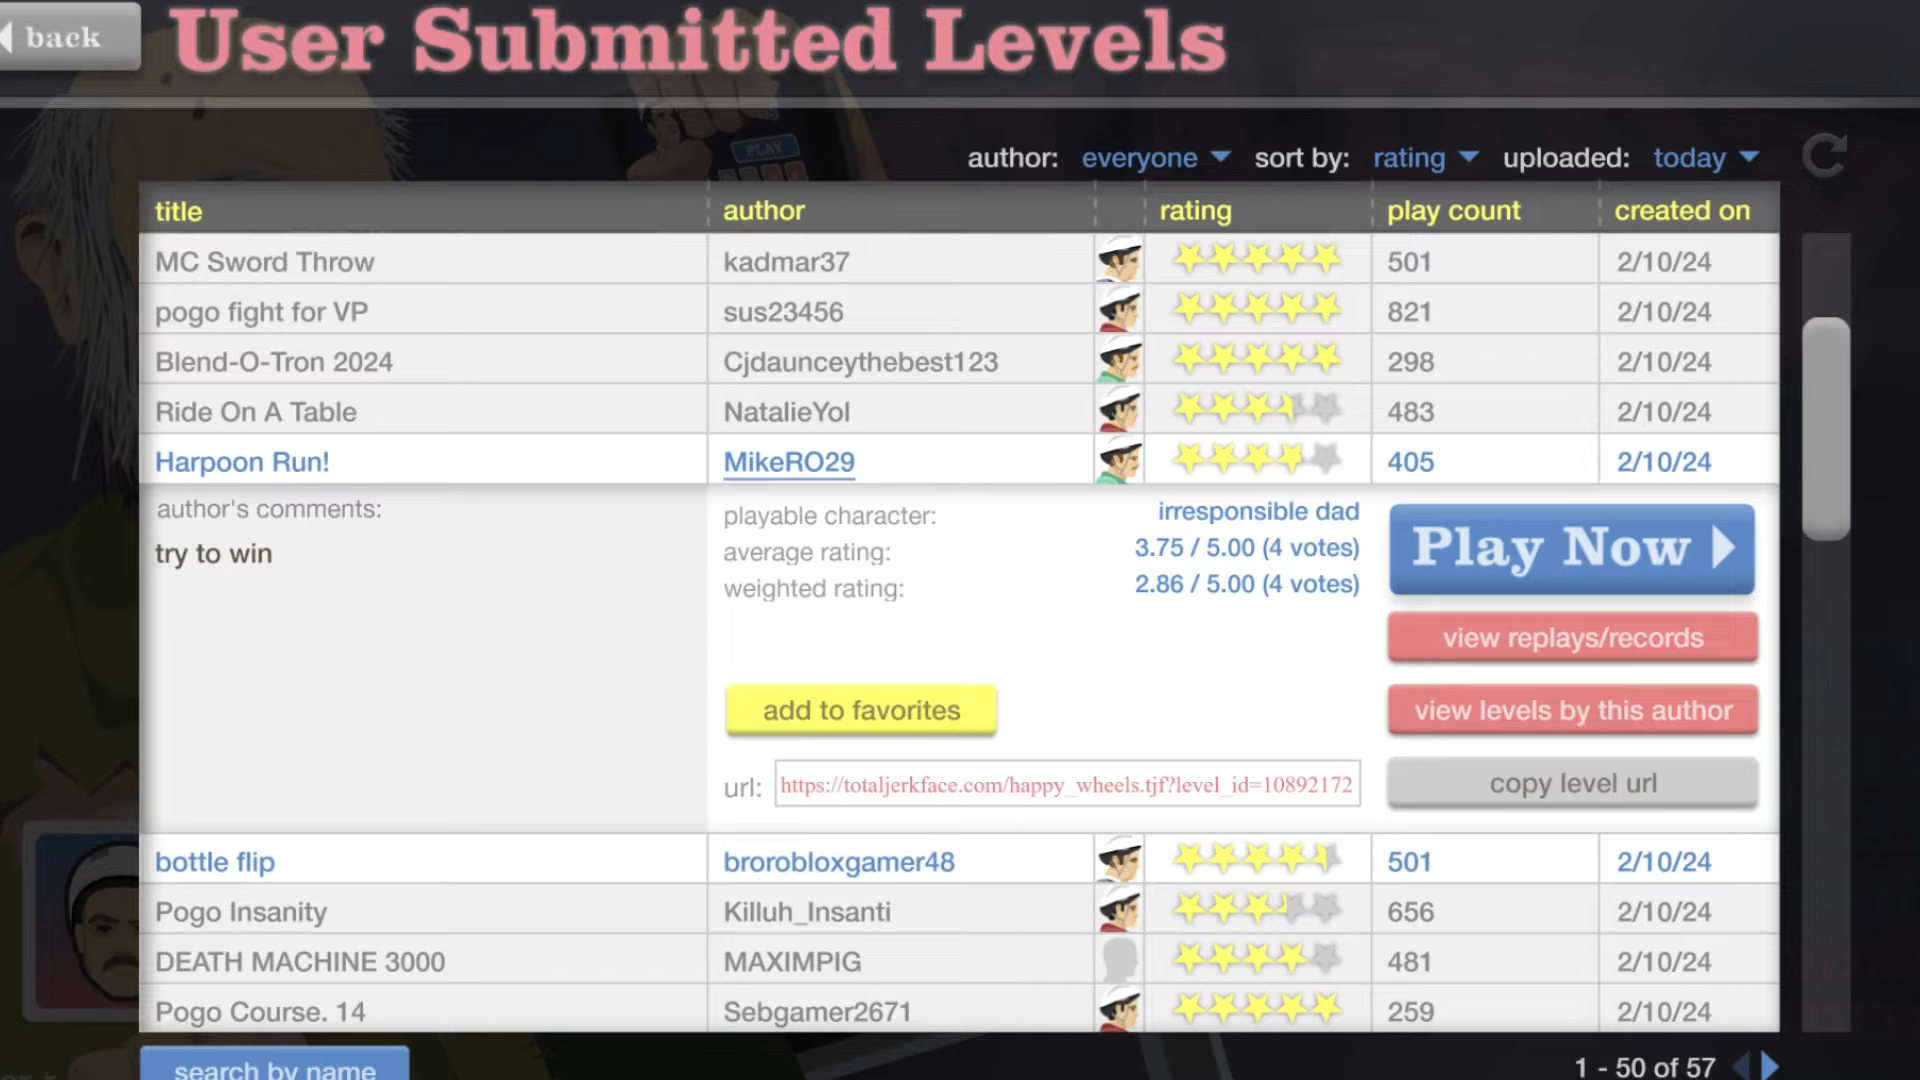 back
User Submitted Levels
PLAY
author: everyone sort by: rating uploaded: today
title author rating play count created on
MC Sword Throw kadmar37 501 2/10/24
pogo fight for VP sus23456 821 2/10/24
Blend-O-Tron 2024 Cjdaunceythebest123 298 2/10/24
Ride On A Table NatalieYol 483 2/10/24
Harpoon Run! MikeRO29 405 2/10/24
author's comments:
try to win
playable character: irresponsible dad
average rating: 3.75 / 5.00 (4 votes)
weighted rating: 2.86 / 5.00 (4 votes)
Play Now
view replays/records
add to favorites
view levels by this author
url: https://totaljerkface.com/happy_wheels.tjf?level_id=10892172
copy level url
bottle flip brorobloxgamer48 501 2/10/24
Pogo Insanity Killuh_Insanti 656 2/10/24
DEATH MACHINE 3000 MAXIMPIG 481 2/10/24
Pogo Course. 14 Sebgamer2671 259 2/10/24
search by name
1 - 50 of 57